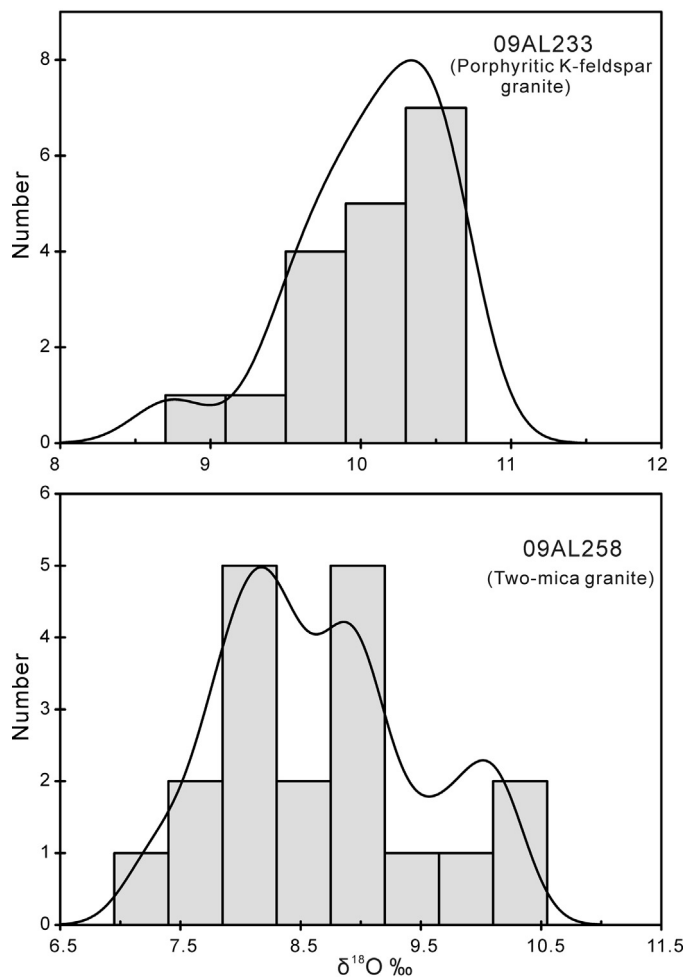 09AL233
(Porphyritic K-feldspar
granite)
Number
8
6
4
2
0
8 9 10 11 12
09AL258
(Two-mica granite)
Number
6
5
4
3
2
1
0
6.5 7.5 8.5 9.5 10.5 11.5
δ¹⁸O ‰